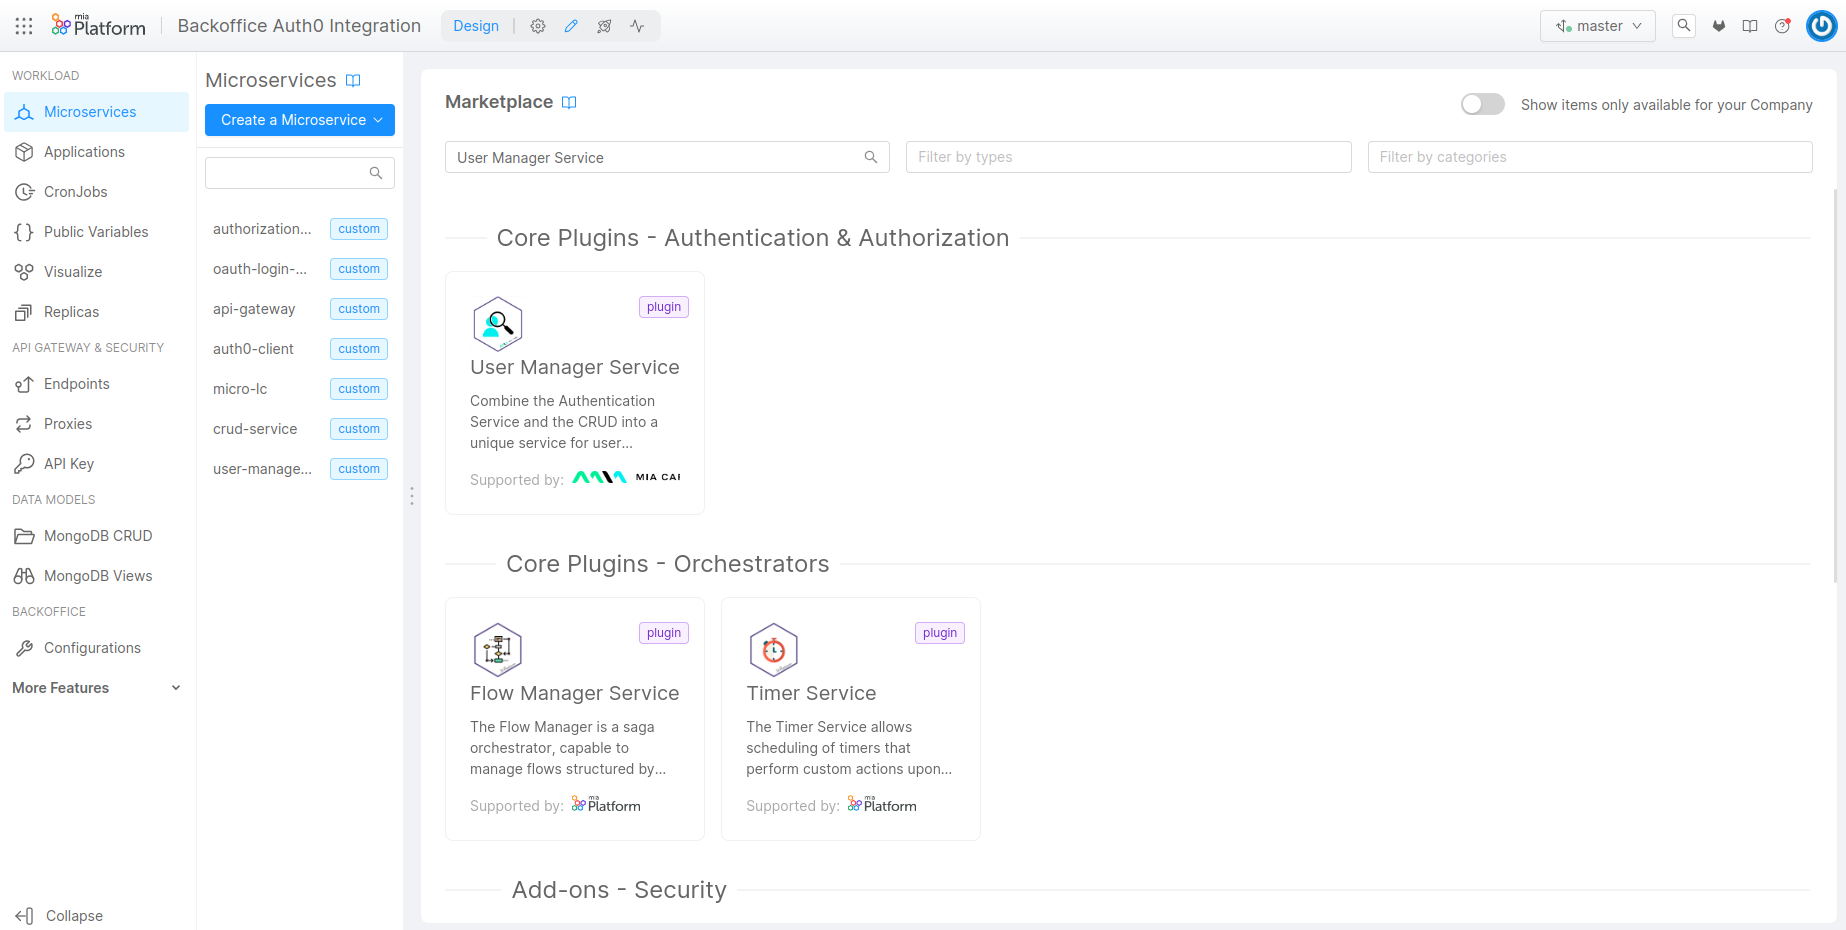 mia
Platform
Backoffice Auth0 Integration
Design
master
WORKLOAD
Microservices
Applications
CronJobs
Public Variables
Visualize
Replicas
API GATEWAY & SECURITY
Endpoints
Proxies
API Key
DATA MODELS
MongoDB CRUD
MongoDB Views
BACKOFFICE
Configurations
More Features
Collapse
Microservices
Create a Microservice
authorization... custom
oauth-login-... custom
api-gateway custom
auth0-client custom
micro-lc custom
crud-service custom
user-manage... custom
Marketplace
Show items only available for your Company
User Manager Service
Filter by types
Filter by categories
Core Plugins - Authentication & Authorization
plugin
User Manager Service
Combine the Authentication
Service and the CRUD into a
unique service for user...
Supported by: MIA CAR
Core Plugins - Orchestrators
plugin
Flow Manager Service
The Flow Manager is a saga
orchestrator, capable to
manage flows structured by...
Supported by: mia Platform
plugin
Timer Service
The Timer Service allows
scheduling of timers that
perform custom actions upon...
Supported by: mia Platform
Add-ons - Security